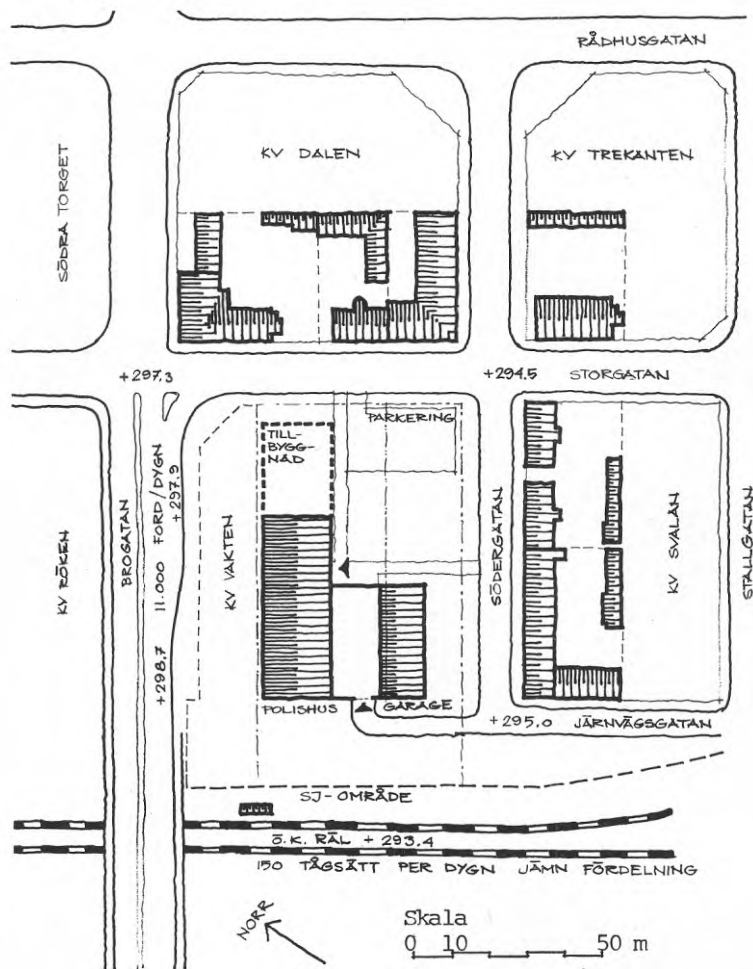 RÅDHUSGATAN
KV DALEN
KV TREKANTEN
SÖDRA TORGET
+297.3
+294.5 STORGATAN
PARKERING
TILL-
BYGG-
NAD
BROGATAN
11.000 FORD/DYGN
+297.9
+298.7
KV RÖKEN
KV VAKTEN
SÖDERGATAN
KV SVALAN
STALLGATAN
POLISHUS
GARAGE
+295.0 JÄRNVÄGSGATAN
SJ-OMRÅDE
Ö.K. RÄL +293.4
150 TÅGSÄTT PER DYGN JÄMN FÖRDELNING
NORR
Skala
0 10 50 m